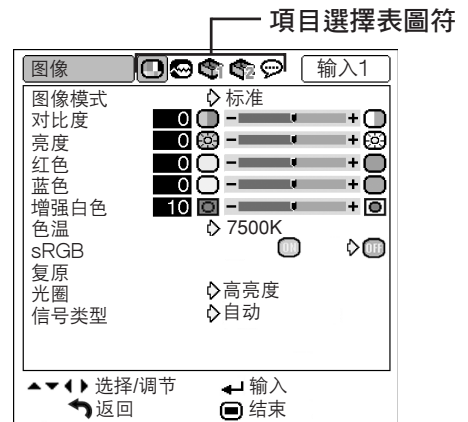 項目選擇表圖符
图像 輸入1
图像模式 标准
对比度 0 − +
亮度 0 − +
红色 0 − +
蓝色 0 − +
增强白色 10 − +
色温 7500K
sRGB ON OFF
复原
光圈 高亮度
信号类型 自动
选择/调节 输入
返回 结束